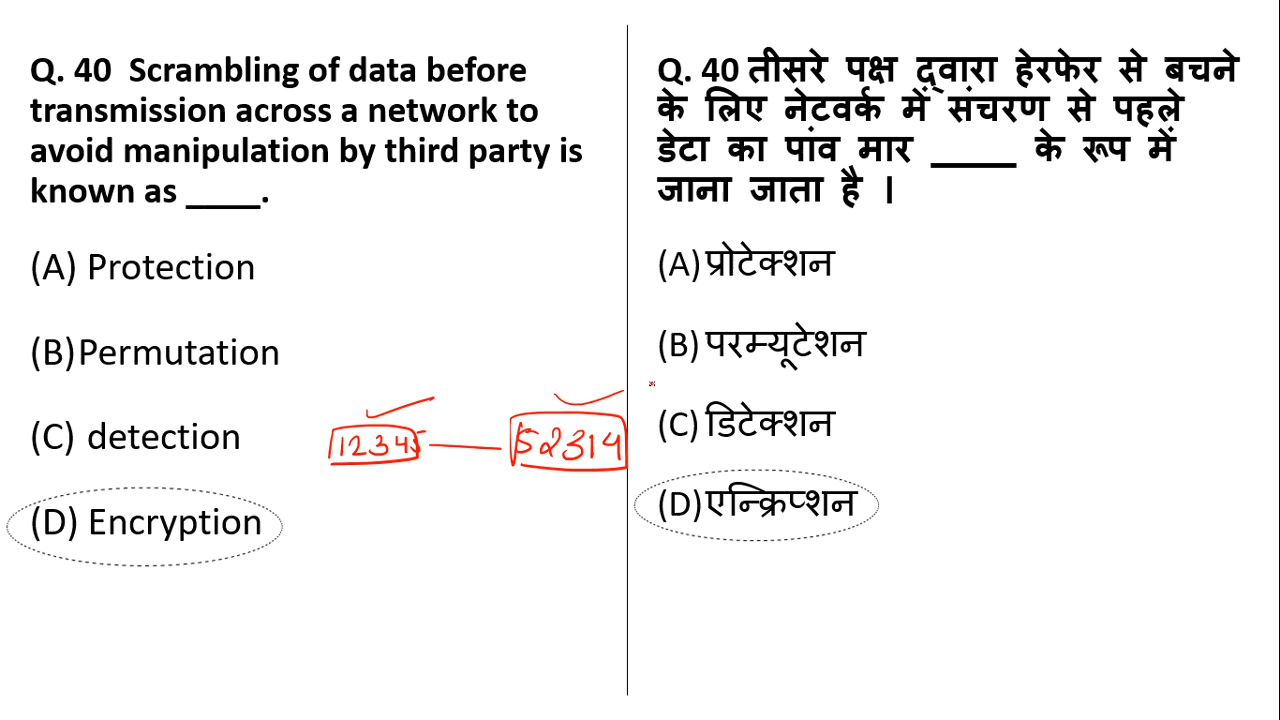 Q. 40 Scrambling of data before
transmission across a network to
avoid manipulation by third party is
known as ____.
(A) Protection
(B) Permutation
(C) detection
(D) Encryption
12345
52314
Q. 40 तीसरे पक्ष द्वारा हेरफेर से बचने
के लिए नेटवर्क में संचरण से पहले
डेटा का पांव मार _____ के रूप में
जाना जाता है ।
(A) प्रोटेक्शन
(B) परम्यूटेशन
(C) डिटेक्शन
(D) एन्क्रिप्शन